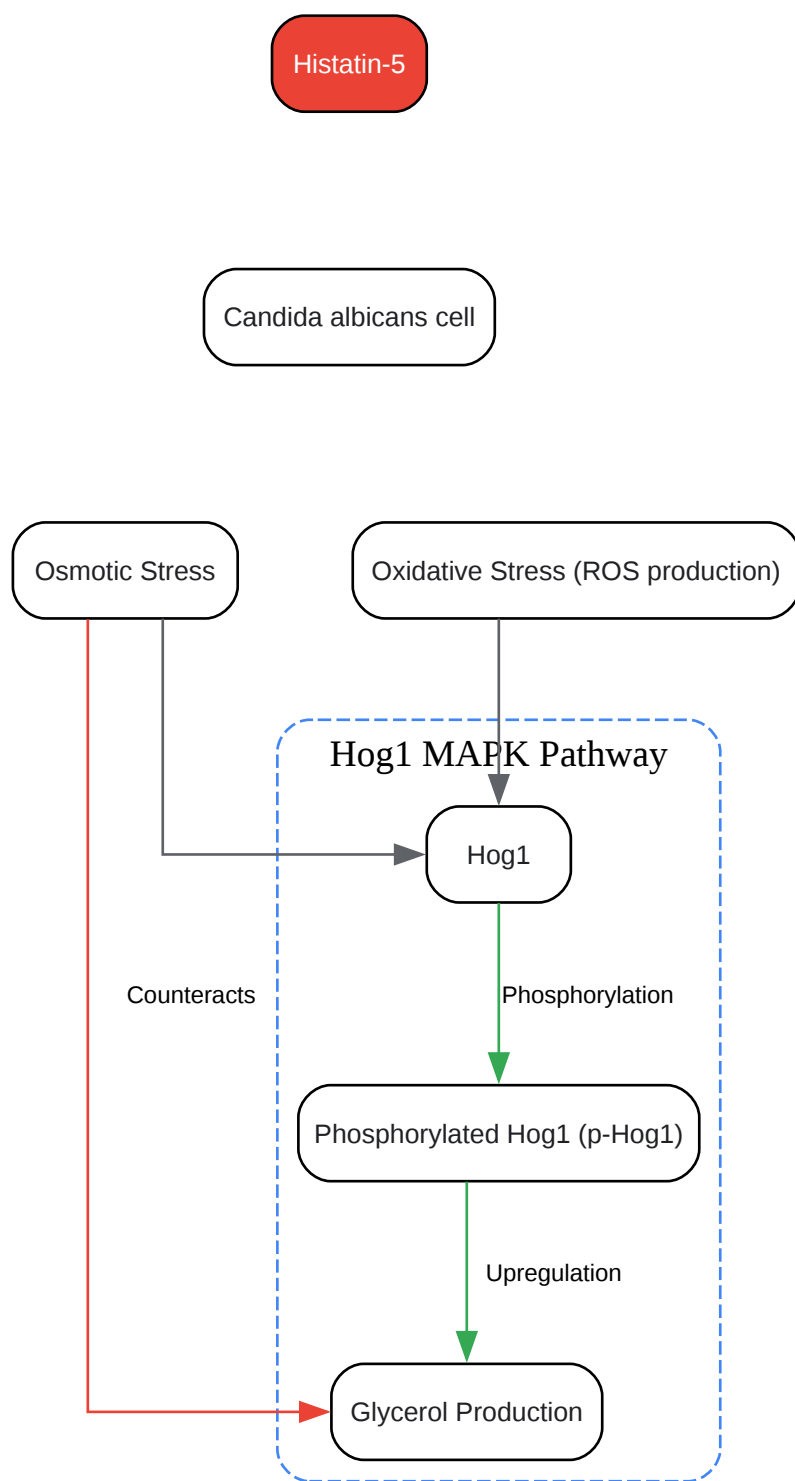 Histatin-5
Candida albicans cell
Osmotic Stress
Oxidative Stress (ROS production)
Hog1 MAPK Pathway
Hog1
Counteracts
Phosphorylation
Phosphorylated Hog1 (p-Hog1)
Upregulation
Glycerol Production